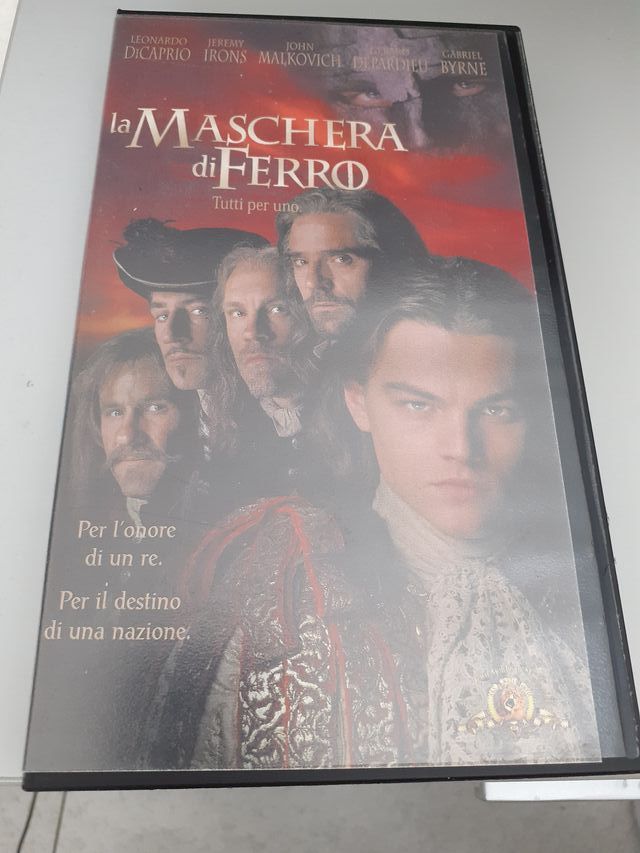 LEONARDO JEREMY JOHN GÉRARD GABRIEL
DiCAPRIO IRONS MALKOVICH DEPARDIEU BYRNE
la MASCHERA
di FERRO
Tutti per uno.
Per l'onore
di un re.
Per il destino
di una nazione.